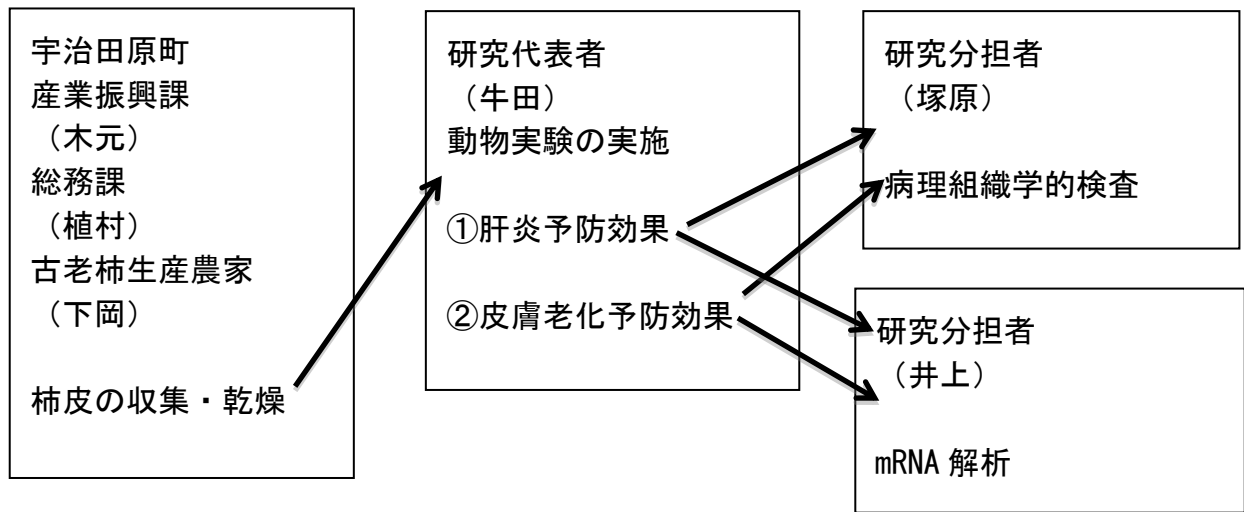 宇治田原町
産業振興課
（木元）
総務課
（植村）
古老柿生産農家
（下岡）
柿皮の収集・乾燥
研究代表者
（牛田）
動物実験の実施
①肝炎予防効果
②皮膚老化予防効果
研究分担者
（塚原）
病理組織学的検査
研究分担者
（井上）
mRNA 解析